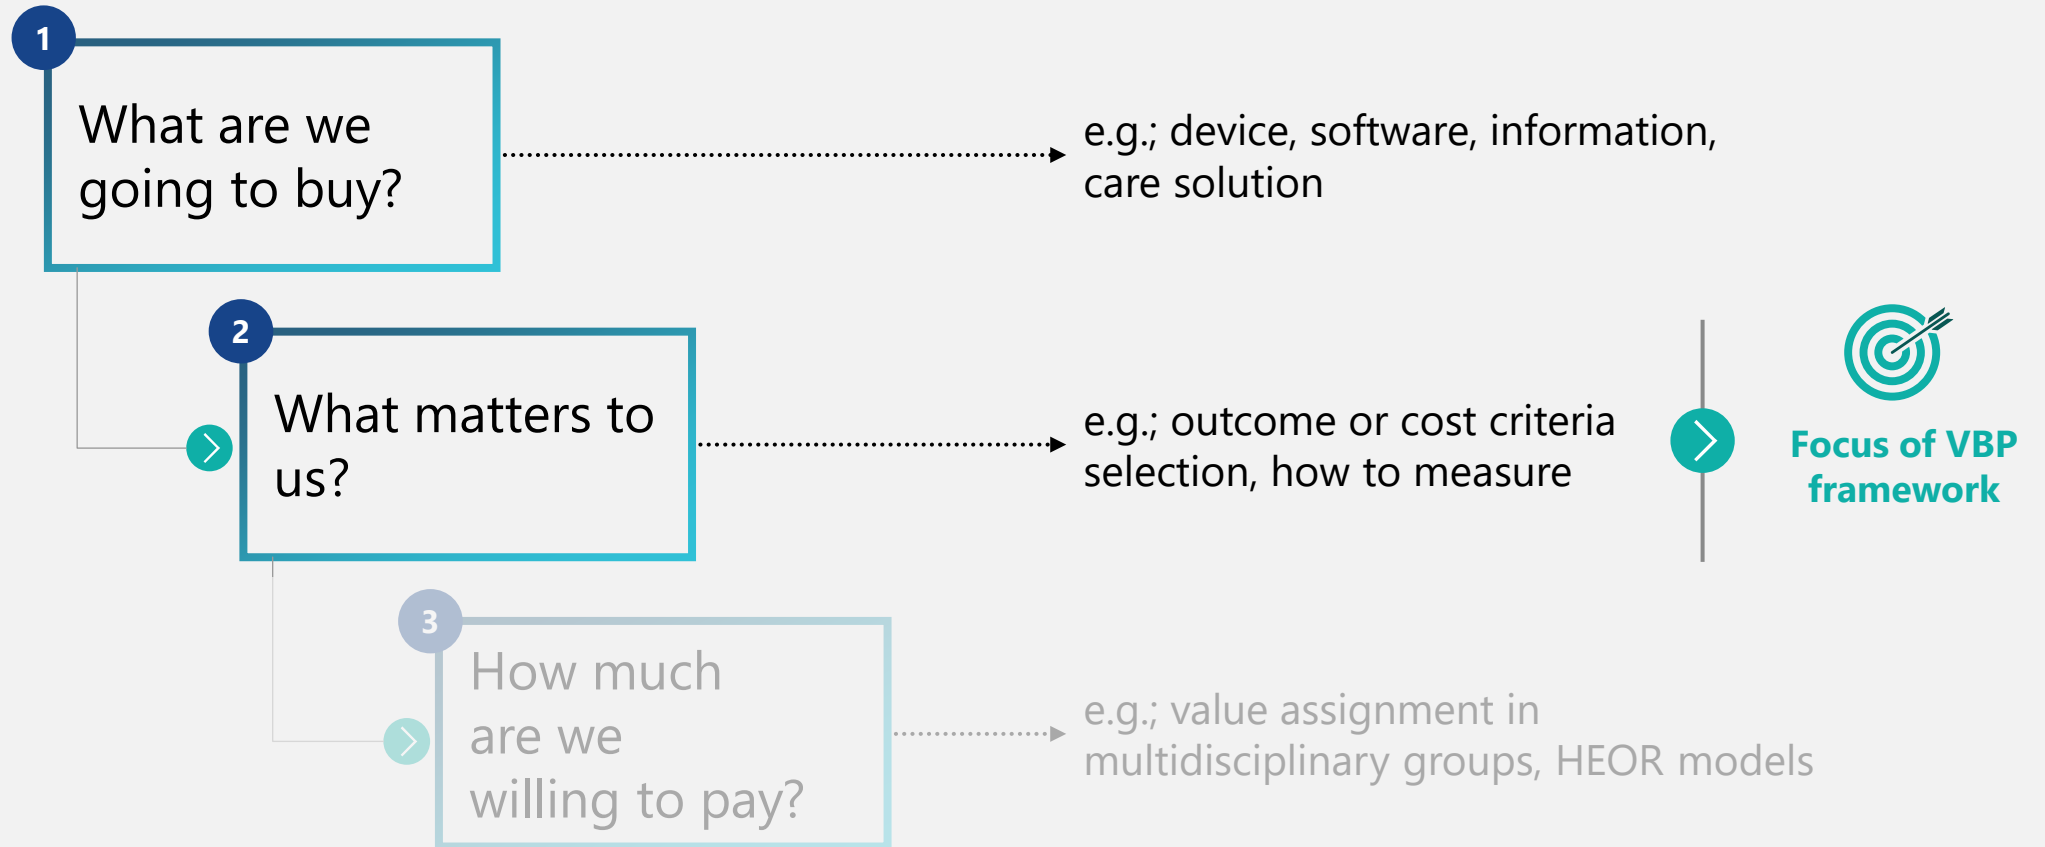 1
What are we
going to buy?
e.g.; device, software, information,
care solution
2
What matters to
us?
e.g.; outcome or cost criteria
selection, how to measure
Focus of VBP
framework
3
How much
are we
willing to pay?
e.g.; value assignment in
multidisciplinary groups, HEOR models